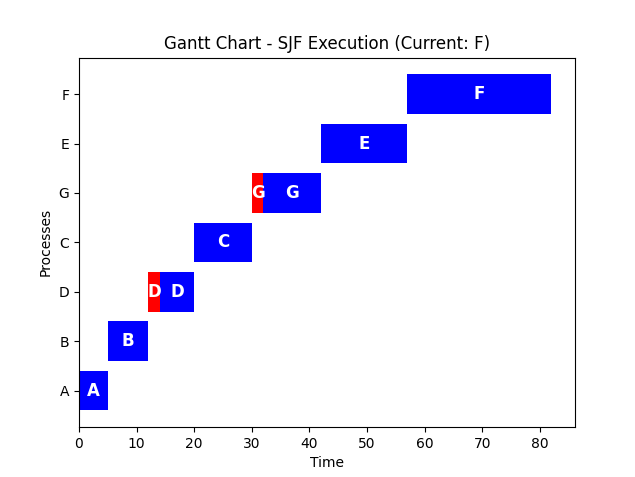 Gantt Chart - SJF Execution (Current: F)
Processes
F
F
E
E
G
G G
C
C
D
D D
B
B
A
A
0 10 20 30 40 50 60 70 80
Time